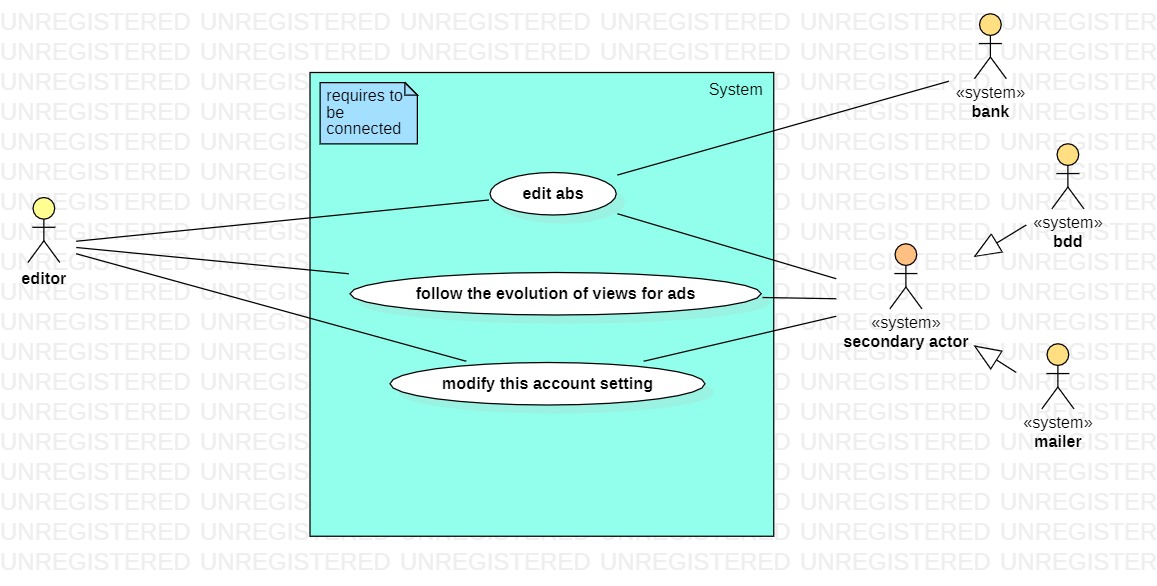 UNREGISTERED UNREGISTERED UNREGISTERED UNREGISTERED UNREGISTERED UNREGISTER
System
requires to
be
connected
«system»
bank
edit abs
«system»
bdd
editor
follow the evolution of views for ads
«system»
secondary actor
modify this account setting
«system»
mailer